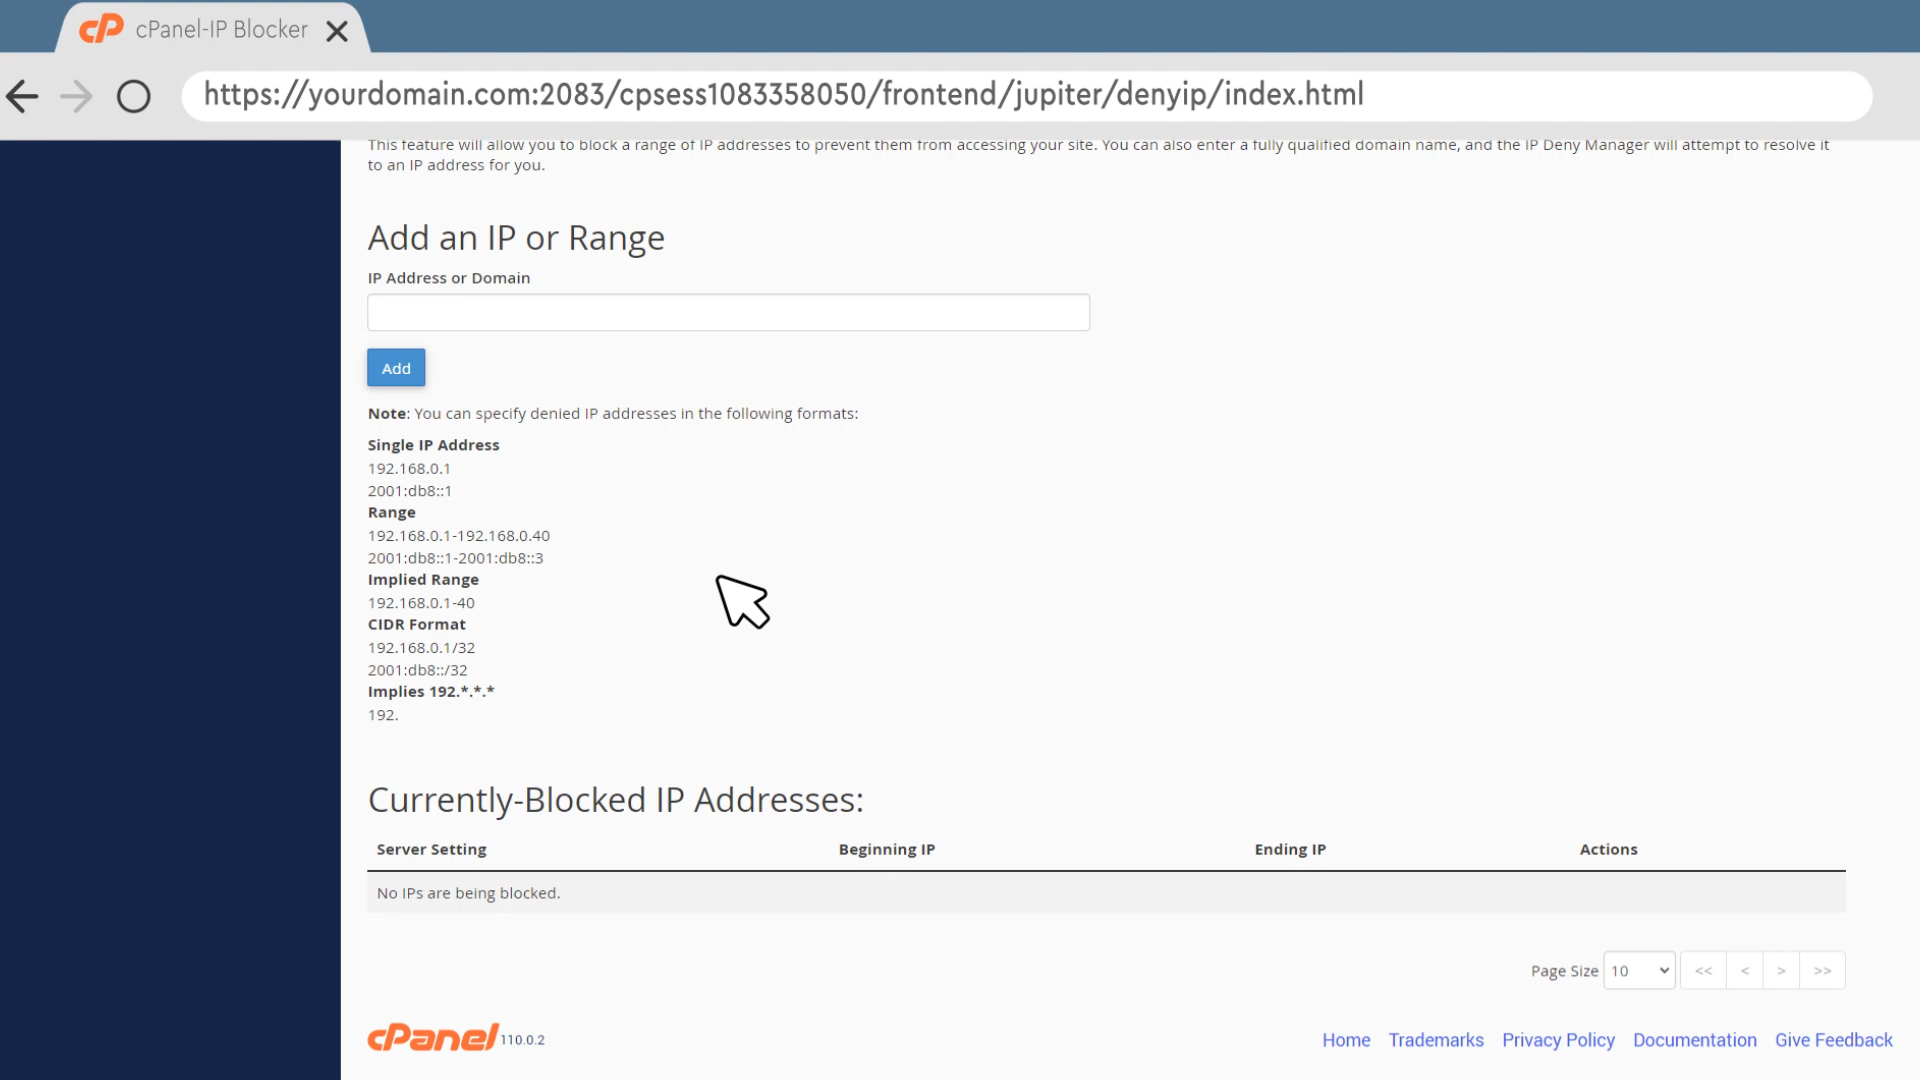 cP cPanel-IP Blocker
https://yourdomain.com:2083/cpsess1083358050/frontend/jupiter/denyip/index.html
This feature will allow you to block a range of IP addresses to prevent them from accessing your site. You can also enter a fully qualified domain name, and the IP Deny Manager will attempt to resolve it
to an IP address for you.
Add an IP or Range
IP Address or Domain
Add
Note: You can specify denied IP addresses in the following formats:
Single IP Address
192.168.0.1
2001:db8::1
Range
192.168.0.1-192.168.0.40
2001:db8::1-2001:db8::3
Implied Range
192.168.0.1-40
CIDR Format
192.168.0.1/32
2001:db8::/32
Implies 192.*.*.*
192.
Currently-Blocked IP Addresses:
Server Setting Beginning IP Ending IP Actions
No IPs are being blocked.
Page Size 10 << < > >>
cPanel 110.0.2 Home Trademarks Privacy Policy Documentation Give Feedback